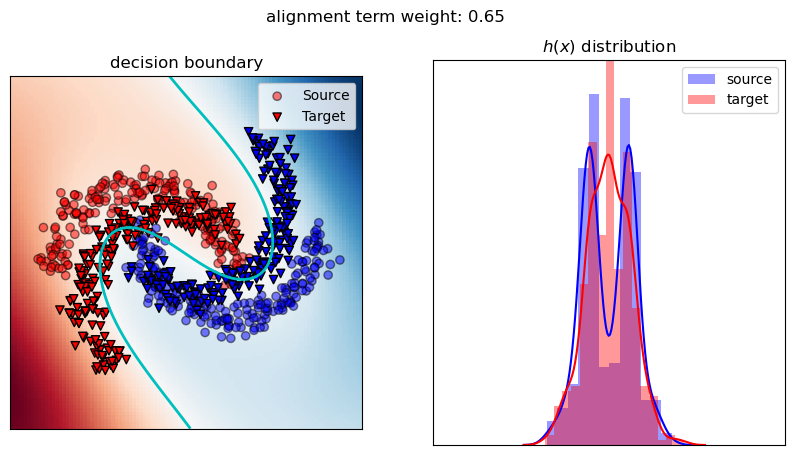 alignment term weight: 0.65
decision boundary
Source
Target
h(x) distribution
source
target